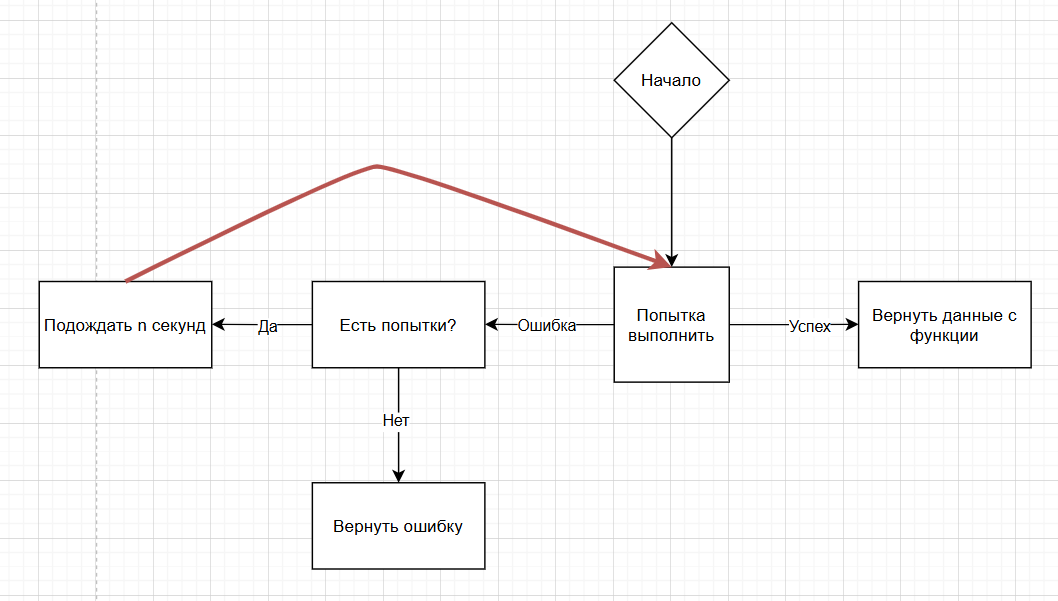 Начало
Подождать n секунд
Да
Есть попытки?
Ошибка
Попытка
выполнить
Успех
Вернуть данные с
функции
Нет
Вернуть ошибку